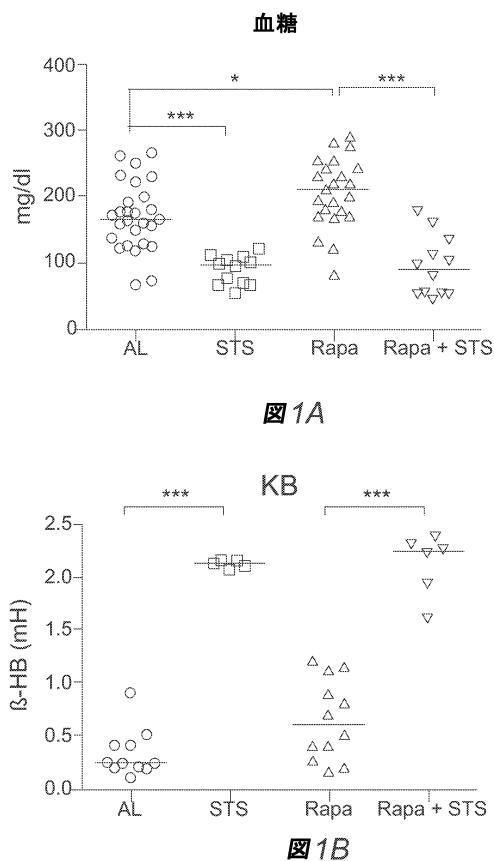 血糖
400
*
***
***
300
mg/dl
200
100
0
AL STS Rapa Rapa + STS
図1A
KB
***
***
2.5
2.0
ß-HB (mH)
1.5
1.0
0.5
0.0
AL STS Rapa Rapa + STS
図1B